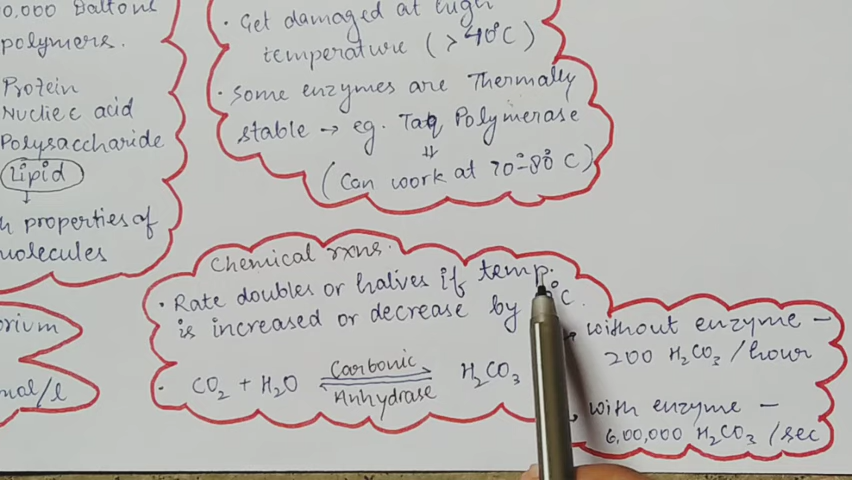 0,000 Daltons
polymers.
Protein
Nucliec acid
Polysaccharide
Lipid
properties of
molecules
rium
mal/l
• Get damaged at high
temperature (>40°C)
• Some enzymes are Thermally
stable → eg. Taq Polymerase
⇓
(Can work at 70°-80°C)
Chemical rxns.
• Rate doubles or halves if temp.
is increased or decrease by °C.
• CO₂ + H₂O Carbonic Anhydrase H₂CO₃
without enzyme –
200 H₂CO₃/hour
with enzyme –
6,00,000 H₂CO₃/sec